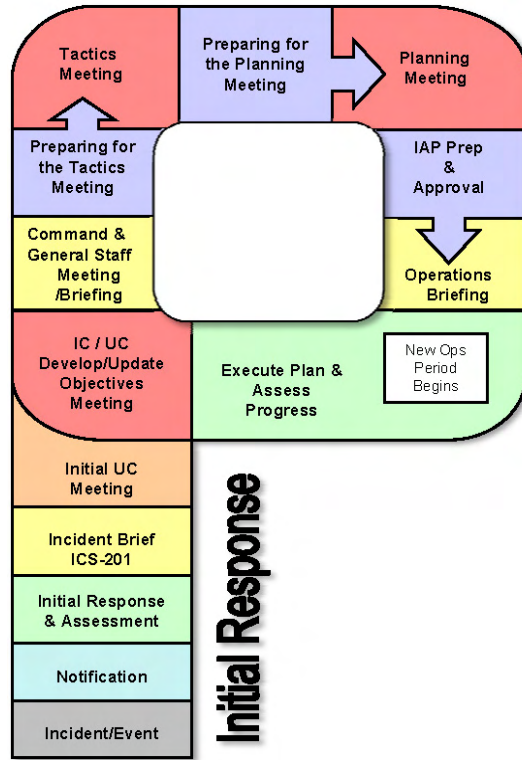 Tactics
Meeting
Preparing for
the Planning
Meeting
Planning
Meeting
Preparing for
the Tactics
Meeting
IAP Prep
&
Approval
Command &
General Staff
Meeting
/Briefing
Operations
Briefing
IC / UC
Develop/Update
Objectives
Meeting
Execute Plan &
Assess
Progress
New Ops
Period
Begins
Initial UC
Meeting
Incident Brief
ICS-201
Initial Response
& Assessment
Notification
Incident/Event
Initial Response